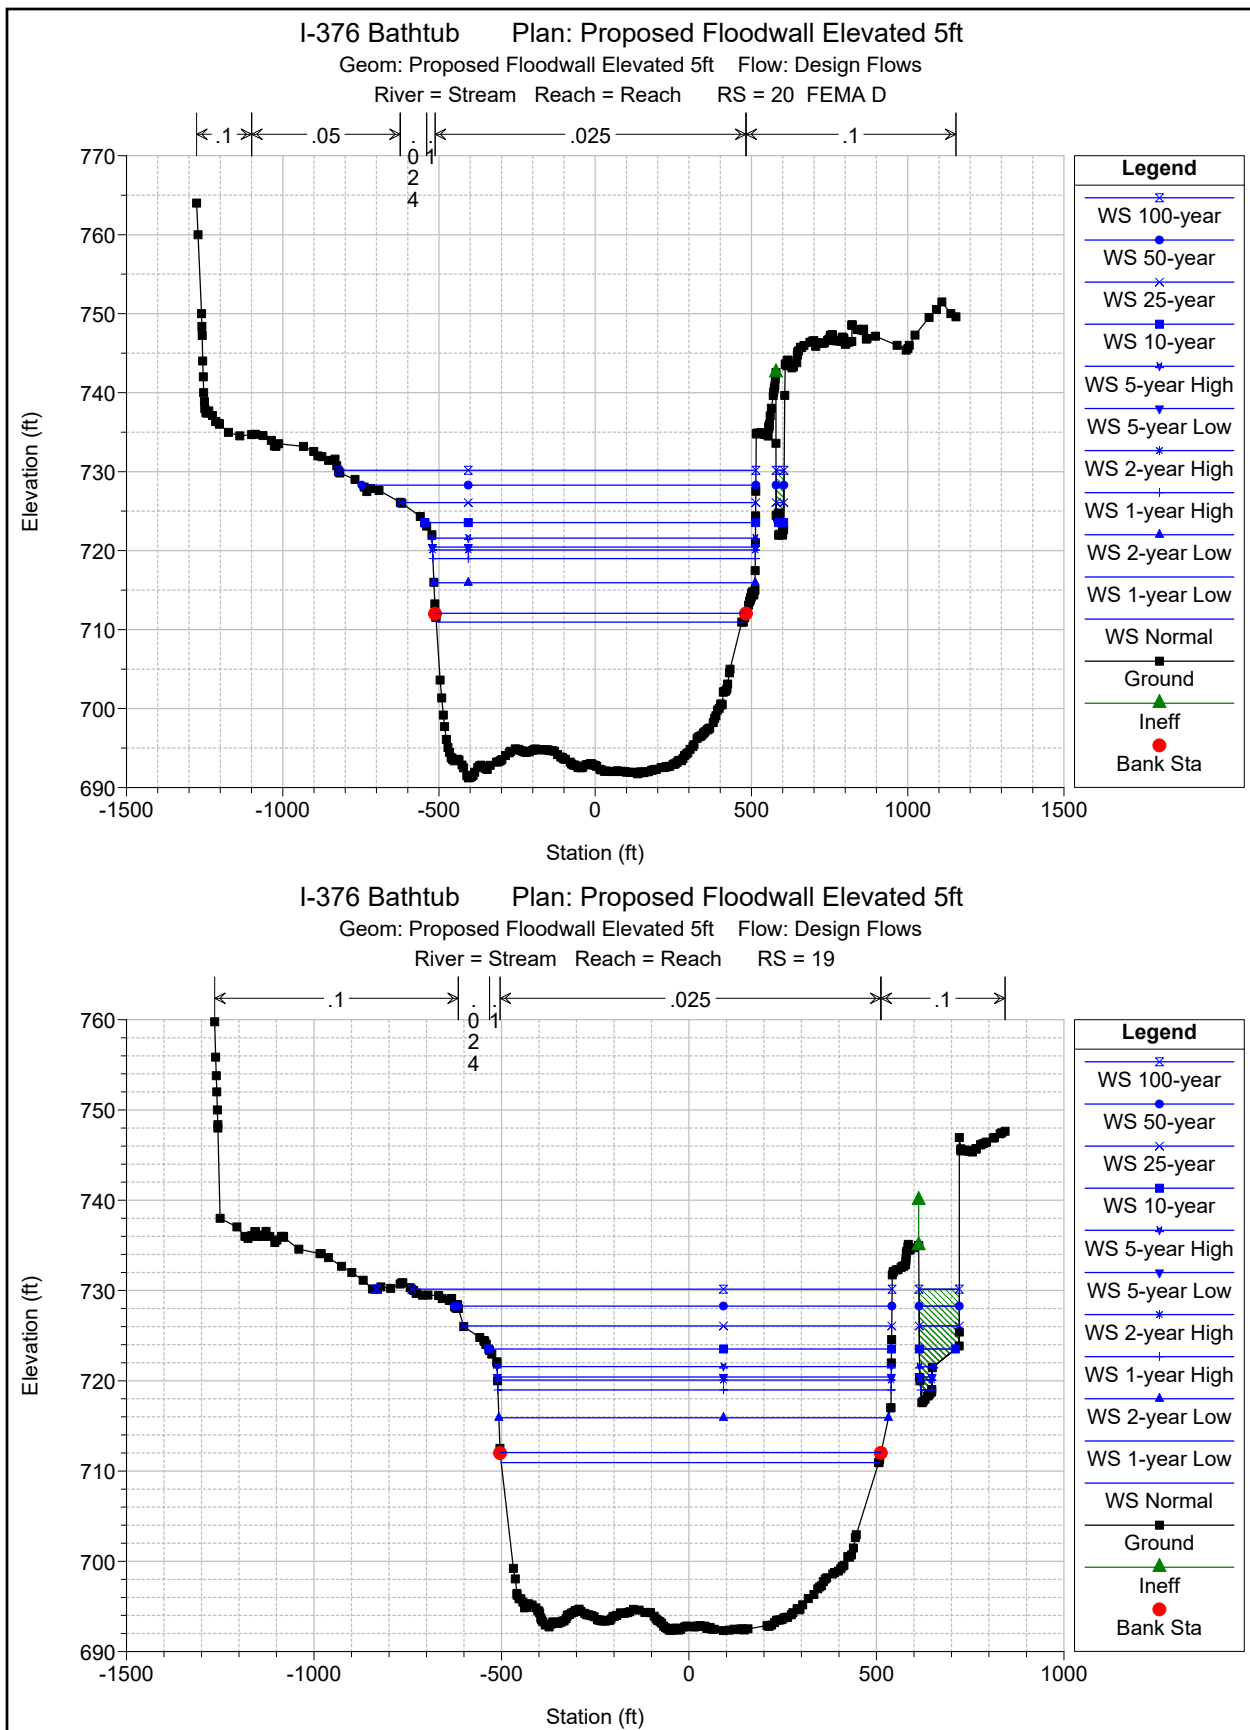 I-376 Bathtub Plan: Proposed Floodwall Elevated 5ft
Geom: Proposed Floodwall Elevated 5ft Flow: Design Flows
River = Stream Reach = Reach RS = 20 FEMA D
.1 .05 .024 .1 .025 .1
770
760
750
740
730
720
710
700
690
Elevation (ft)
-1500 -1000 -500 0 500 1000 1500
Station (ft)
Legend
WS 100-year
WS 50-year
WS 25-year
WS 10-year
WS 5-year High
WS 5-year Low
WS 2-year High
WS 1-year High
WS 2-year Low
WS 1-year Low
WS Normal
Ground
Ineff
Bank Sta
I-376 Bathtub Plan: Proposed Floodwall Elevated 5ft
Geom: Proposed Floodwall Elevated 5ft Flow: Design Flows
River = Stream Reach = Reach RS = 19
.1 .024 .1 .025 .1
760
750
740
730
720
710
700
690
Elevation (ft)
-1500 -1000 -500 0 500 1000
Station (ft)
Legend
WS 100-year
WS 50-year
WS 25-year
WS 10-year
WS 5-year High
WS 5-year Low
WS 2-year High
WS 1-year High
WS 2-year Low
WS 1-year Low
WS Normal
Ground
Ineff
Bank Sta